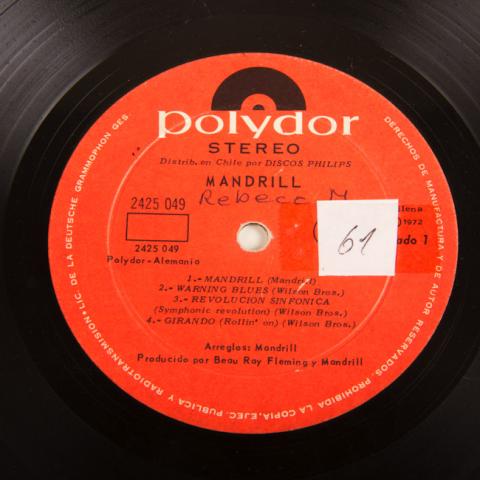 polydor
STEREO
Distrib. en Chile por DISCOS PHILIPS
MANDRILL
Rebeca M
2425 049
2425 049
Polydor - Alemania
1972
61
ado 1
1.- MANDRILL (Mandrill)
2.- WARNING BLUES (Wilson Bros.)
3.- REVOLUCION SINFONICA
(Symphonic revolution) (Wilson Bros.)
4.- GIRANDO (Rollin' on) (Wilson Bros.)
Arreglos: Mandrill
Producido por Beau Ray Fleming y Mandrill
LIC. DE LA DEUTSCHE GRAMMOPHON GES
DERECHOS DE MANUFACTURA Y DE AUTOR RESERVADOS. PROHIBIDA LA COPIA, EJEC. PUBLICA Y RADIOTRANSMISION